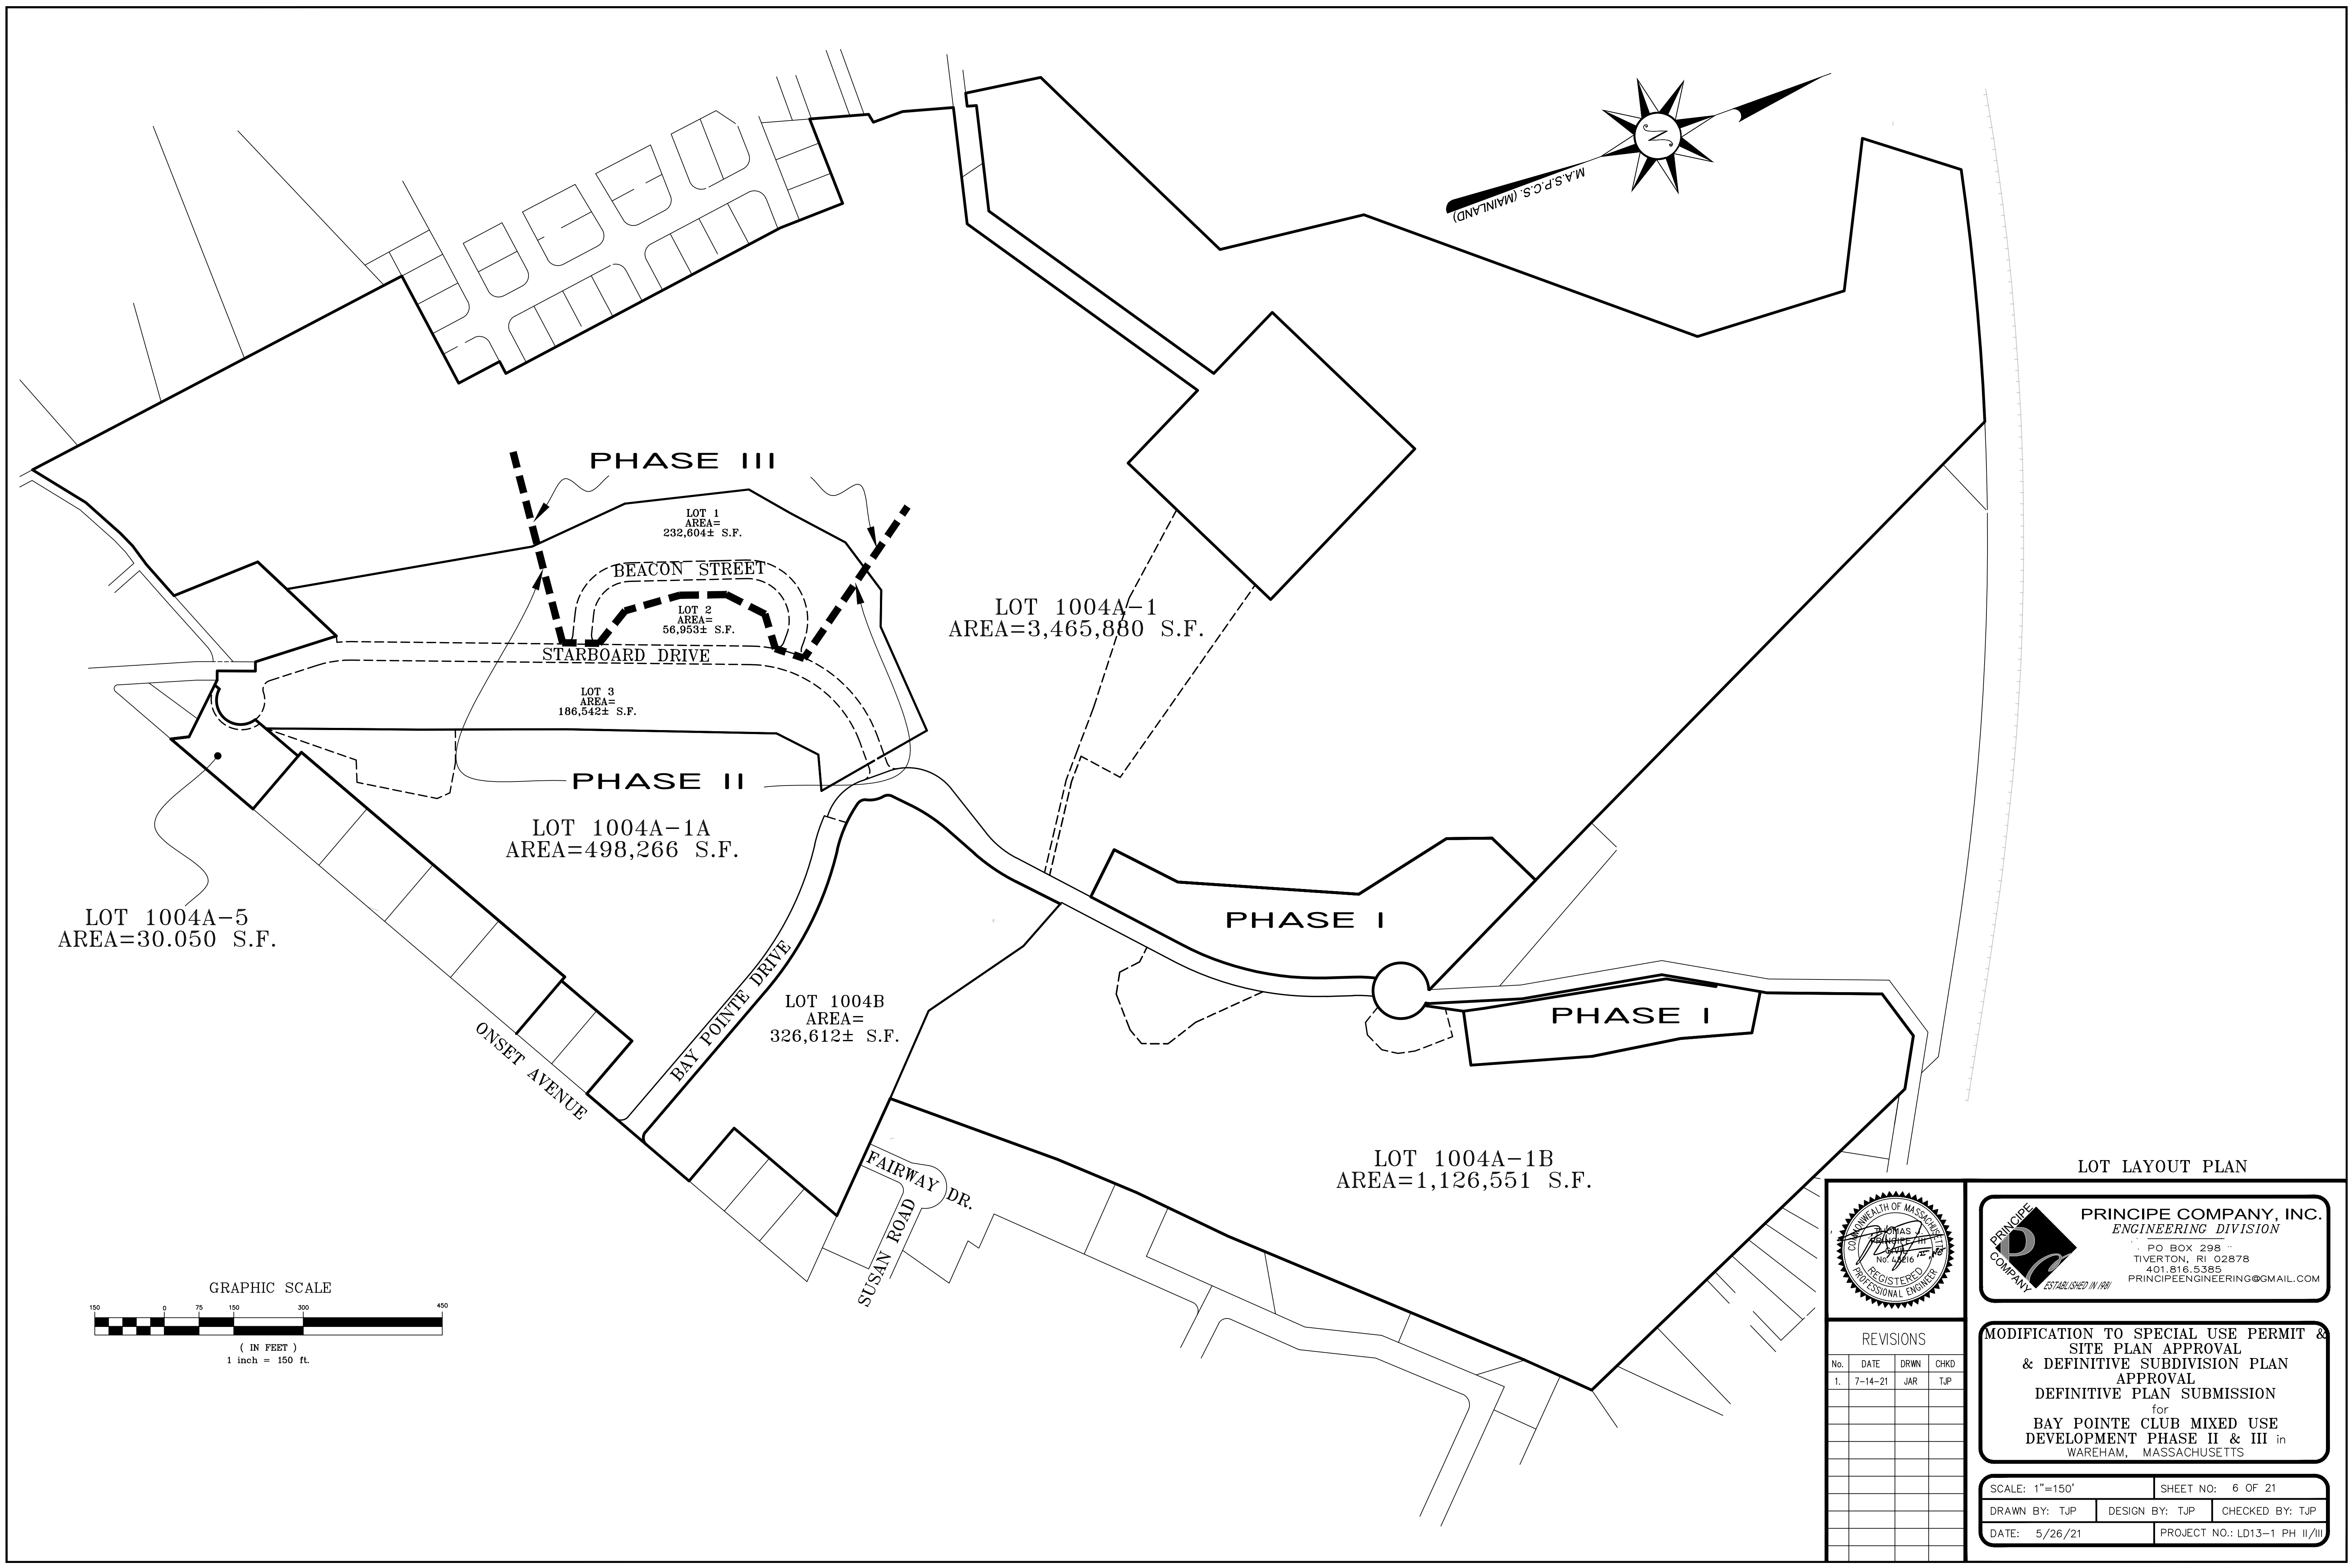 M.A.S.P.C.S. (MAINLAND)
PHASE III
LOT 1
AREA=
232,604± S.F.
BEACON STREET
LOT 2
AREA=
56,953± S.F.
STARBOARD DRIVE
LOT 3
AREA=
186,542± S.F.
LOT 1004A-1
AREA=3,465,880 S.F.
PHASE II
LOT 1004A-1A
AREA=498,266 S.F.
LOT 1004A-5
AREA=30.050 S.F.
PHASE I
PHASE I
BAY POINTE DRIVE
LOT 1004B
AREA=
326,612± S.F.
ONSET AVENUE
FAIRWAY DR.
SUSAN ROAD
LOT 1004A-1B
AREA=1,126,551 S.F.
GRAPHIC SCALE
150 0 75 150 300 450
( IN FEET )
1 inch = 150 ft.
LOT LAYOUT PLAN
COMMONWEALTH OF MASSACHUSETTS
THOMAS J.
PRINCIPE III
CIVIL
REGISTERED
PROFESSIONAL ENGINEER
PRINCIPE
COMPANY
ESTABLISHED IN 1981
PRINCIPE COMPANY, INC.
ENGINEERING DIVISION
PO BOX 298
TIVERTON, RI 02878
401.816.5385
PRINCIPEENGINEERING@GMAIL.COM
REVISIONS
No. DATE DRWN CHKD
1. 7-14-21 JAR TJP
MODIFICATION TO SPECIAL USE PERMIT &
SITE PLAN APPROVAL
& DEFINITIVE SUBDIVISION PLAN
APPROVAL
DEFINITIVE PLAN SUBMISSION
for
BAY POINTE CLUB MIXED USE
DEVELOPMENT PHASE II & III in
WAREHAM, MASSACHUSETTS
SCALE: 1"=150'
SHEET NO: 6 OF 21
DRAWN BY: TJP
DESIGN BY: TJP
CHECKED BY: TJP
DATE: 5/26/21
PROJECT NO.: LD13-1 PH II/III